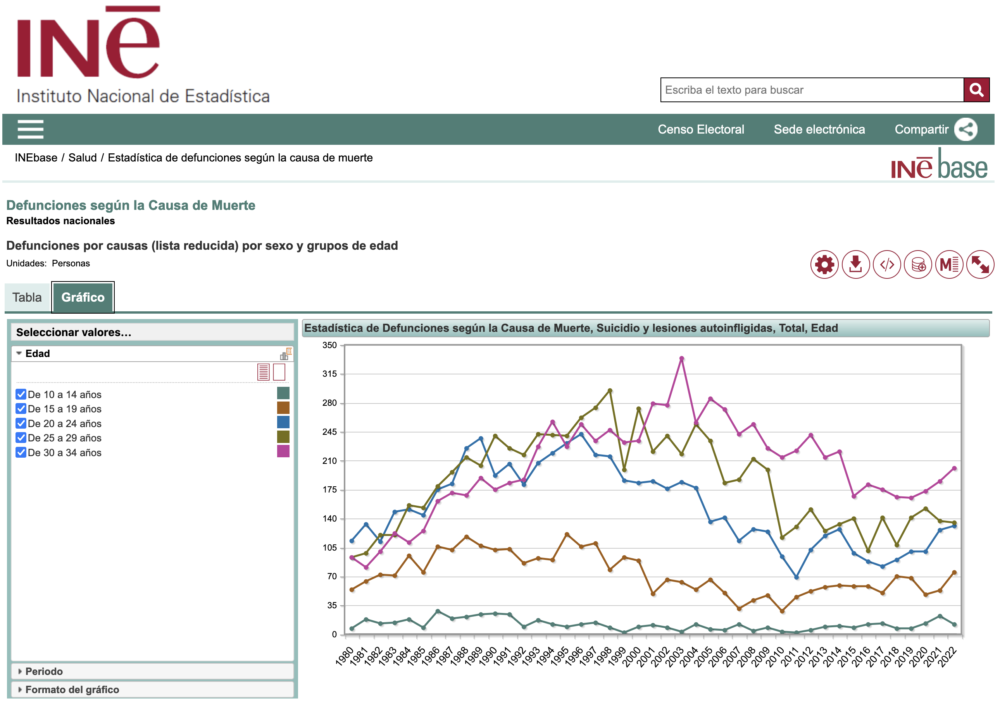 INe
Instituto Nacional de Estadística
Escriba el texto para buscar
Censo Electoral Sede electrónica Compartir
INEbase / Salud / Estadística de defunciones según la causa de muerte
INe base
Defunciones según la Causa de Muerte
Resultados nacionales
Defunciones por causas (lista reducida) por sexo y grupos de edad
Unidades: Personas
</> M
Tabla Gráfico
Seleccionar valores...
Edad
De 10 a 14 años
De 15 a 19 años
De 20 a 24 años
De 25 a 29 años
De 30 a 34 años
Periodo
Formato del gráfico
Estadística de Defunciones según la Causa de Muerte, Suicidio y lesiones autoinfligidas, Total, Edad
350
315
280
245
210
175
140
105
70
35
0
1980 1981 1982 1983 1984 1985 1986 1987 1988 1989 1990 1991 1992 1993 1994 1995 1996 1997 1998 1999 2000 2001 2002 2003 2004 2005 2006 2007 2008 2009 2010 2011 2012 2013 2014 2015 2016 2017 2018 2019 2020 2021 2022